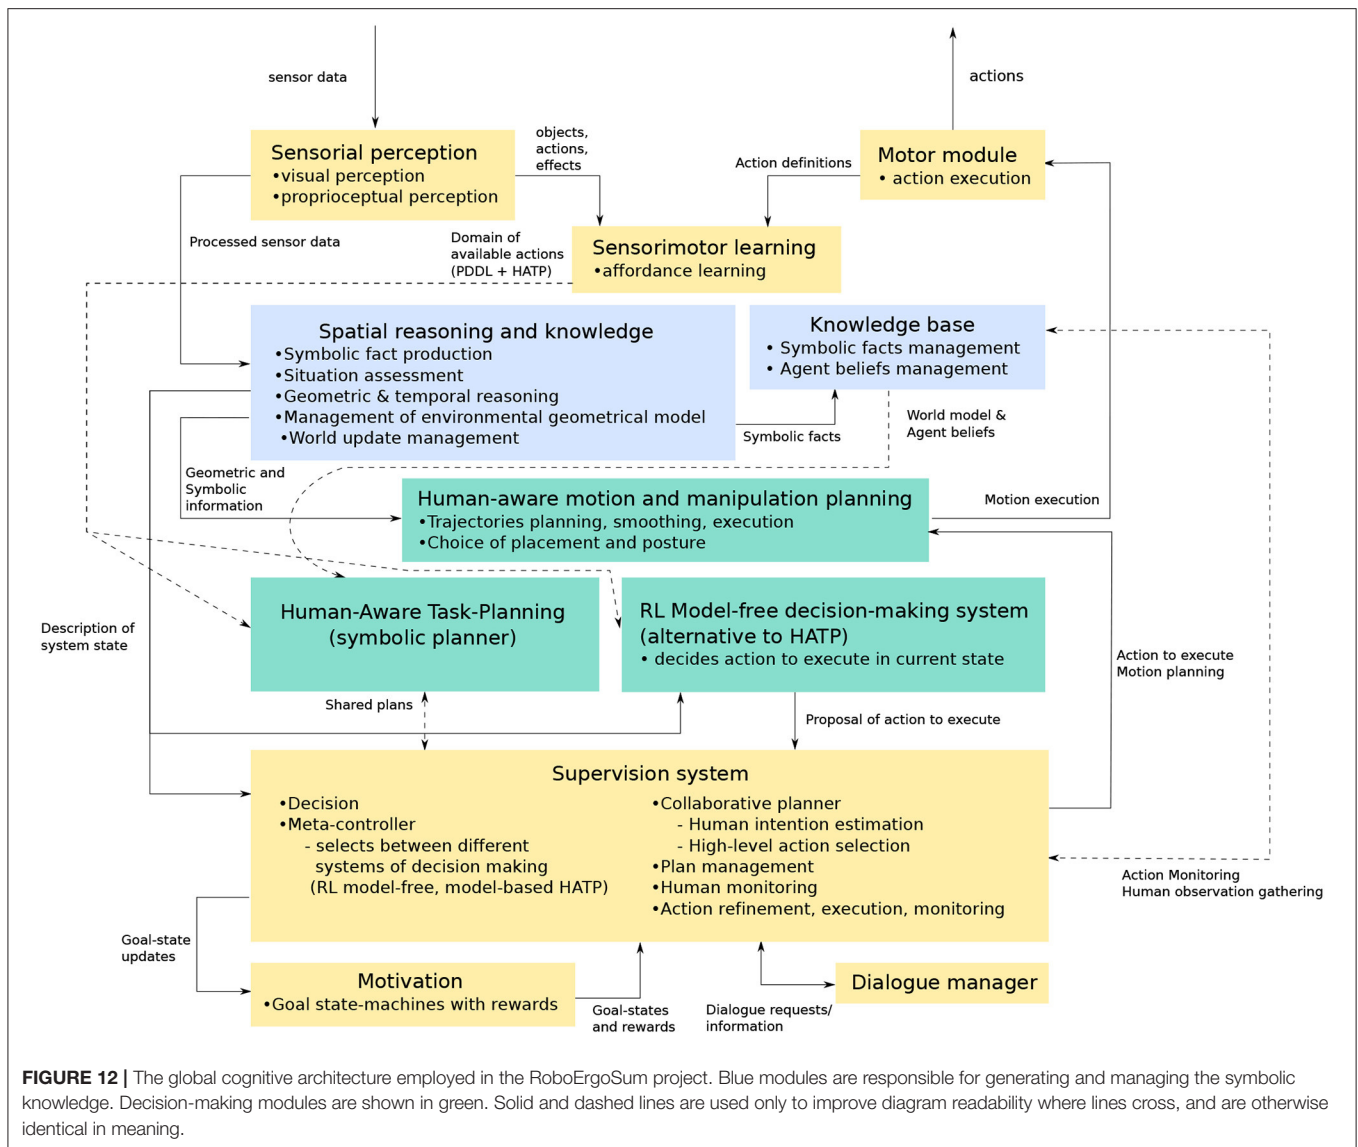 sensor data
actions
Sensorial perception
•visual perception
•proprioceptual perception
objects,
actions,
effects
Action definitions
Motor module
• action execution
Processed sensor data
Domain of
available actions
(PDDL + HATP)
Sensorimotor learning
•affordance learning
Spatial reasoning and knowledge
•Symbolic fact production
•Situation assessment
•Geometric & temporal reasoning
•Management of environmental geometrical model
•World update management
Knowledge base
• Symbolic facts management
• Agent beliefs management
Symbolic facts
World model &
Agent beliefs
Geometric and
Symbolic
information
Human-aware motion and manipulation planning
•Trajectories planning, smoothing, execution
•Choice of placement and posture
Motion execution
Description of
system state
Human-Aware Task-Planning
(symbolic planner)
RL Model-free decision-making system
(alternative to HATP)
• decides action to execute in current state
Action to execute
Motion planning
Shared plans
Proposal of action to execute
Supervision system
•Decision
•Meta-controller
- selects between different
systems of decision making
(RL model-free, model-based HATP)
•Collaborative planner
- Human intention estimation
- High-level action selection
•Plan management
•Human monitoring
•Action refinement, execution, monitoring
Action Monitoring
Human observation gathering
Goal-state
updates
Motivation
•Goal state-machines with rewards
Goal-states
and rewards
Dialogue requests/
information
Dialogue manager
FIGURE 12 | The global cognitive architecture employed in the RoboErgoSum project. Blue modules are responsible for generating and managing the symbolic
knowledge. Decision-making modules are shown in green. Solid and dashed lines are used only to improve diagram readability where lines cross, and are otherwise
identical in meaning.